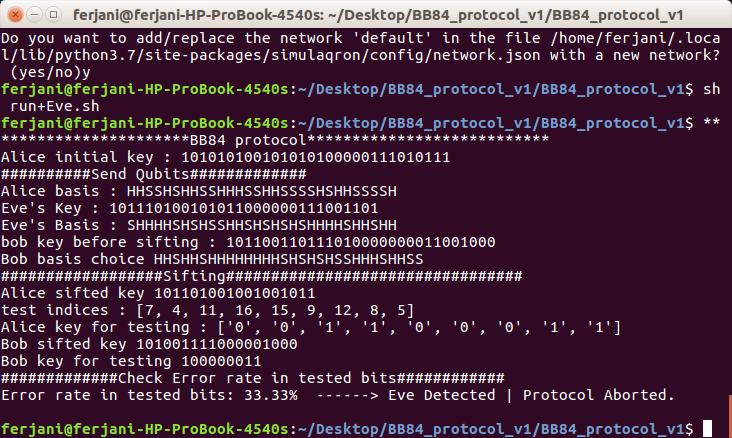 ferjani@ferjani-HP-ProBook-4540s: ~/Desktop/BB84_protocol_v1/BB84_protocol_v1
Do you want to add/replace the network 'default' in the file /home/ferjani/.loca
l/lib/python3.7/site-packages/simulaqron/config/network.json with a new network?
 (yes/no)y
ferjani@ferjani-HP-ProBook-4540s:~/Desktop/BB84_protocol_v1/BB84_protocol_v1$ sh
 run+Eve.sh
ferjani@ferjani-HP-ProBook-4540s:~/Desktop/BB84_protocol_v1/BB84_protocol_v1$ **
*********************BB84 protocol***************************
Alice initial key : 101010100101010100000111010111
##########Send Qubits#############
Alice basis : HHSSHSHHSSHHHSSHHSSSSHSHHSSSSH
Eve's Key : 101110100101011000000111001101
Eve's Basis : SHHHHSHSHSSHHSHSHSHSHHHHSHHSHH
bob key before sifting : 101100110111010000000011001000
Bob basis choice HHSHHSHHHHHHHHSHSHSHSSHHHSHHSS
##################Sifting#################################
Alice sifted key 101101001001001011
test indices : [7, 4, 11, 16, 15, 9, 12, 8, 5]
Alice key for testing : ['0', '0', '1', '1', '0', '0', '0', '1', '1']
Bob sifted key 101001111000001000
Bob key for testing 100000011
#############Check Error rate in tested bits############
Error rate in tested bits: 33.33%  ------> Eve Detected | Protocol Aborted.
ferjani@ferjani-HP-ProBook-4540s:~/Desktop/BB84_protocol_v1/BB84_protocol_v1$